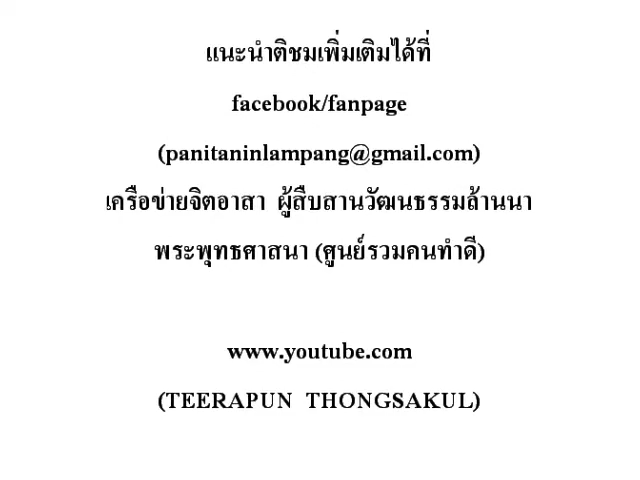 แนะนำติชมเพิ่มเติมได้ที่
facebook/fanpage
(panitaninlampang@gmail.com)
เครือข่ายจิตอาสา ผู้สืบสานวัฒนธรรมล้านนา
พระพุทธศาสนา (ศูนย์รวมคนทำดี)
www.youtube.com
(TEERAPUN THONGSAKUL)